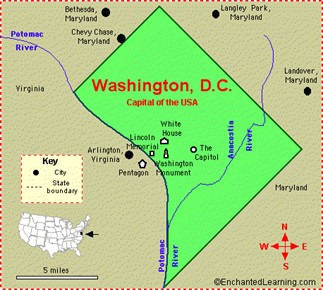 Bethesda,
Maryland
Langley Park,
Maryland
Chevy Chase,
Maryland
Potomac
River
Washington, D.C.
Capital of the USA
Landover,
Maryland
Virginia
White
House
Lincoln
Memorial
The
Capitol
Anacostia
River
Arlington,
Virginia
Washington
Monument
Pentagon
Maryland
Key
City
State
boundary
Potomac
River
N
W
E
S
5 miles
©EnchantedLearning.com